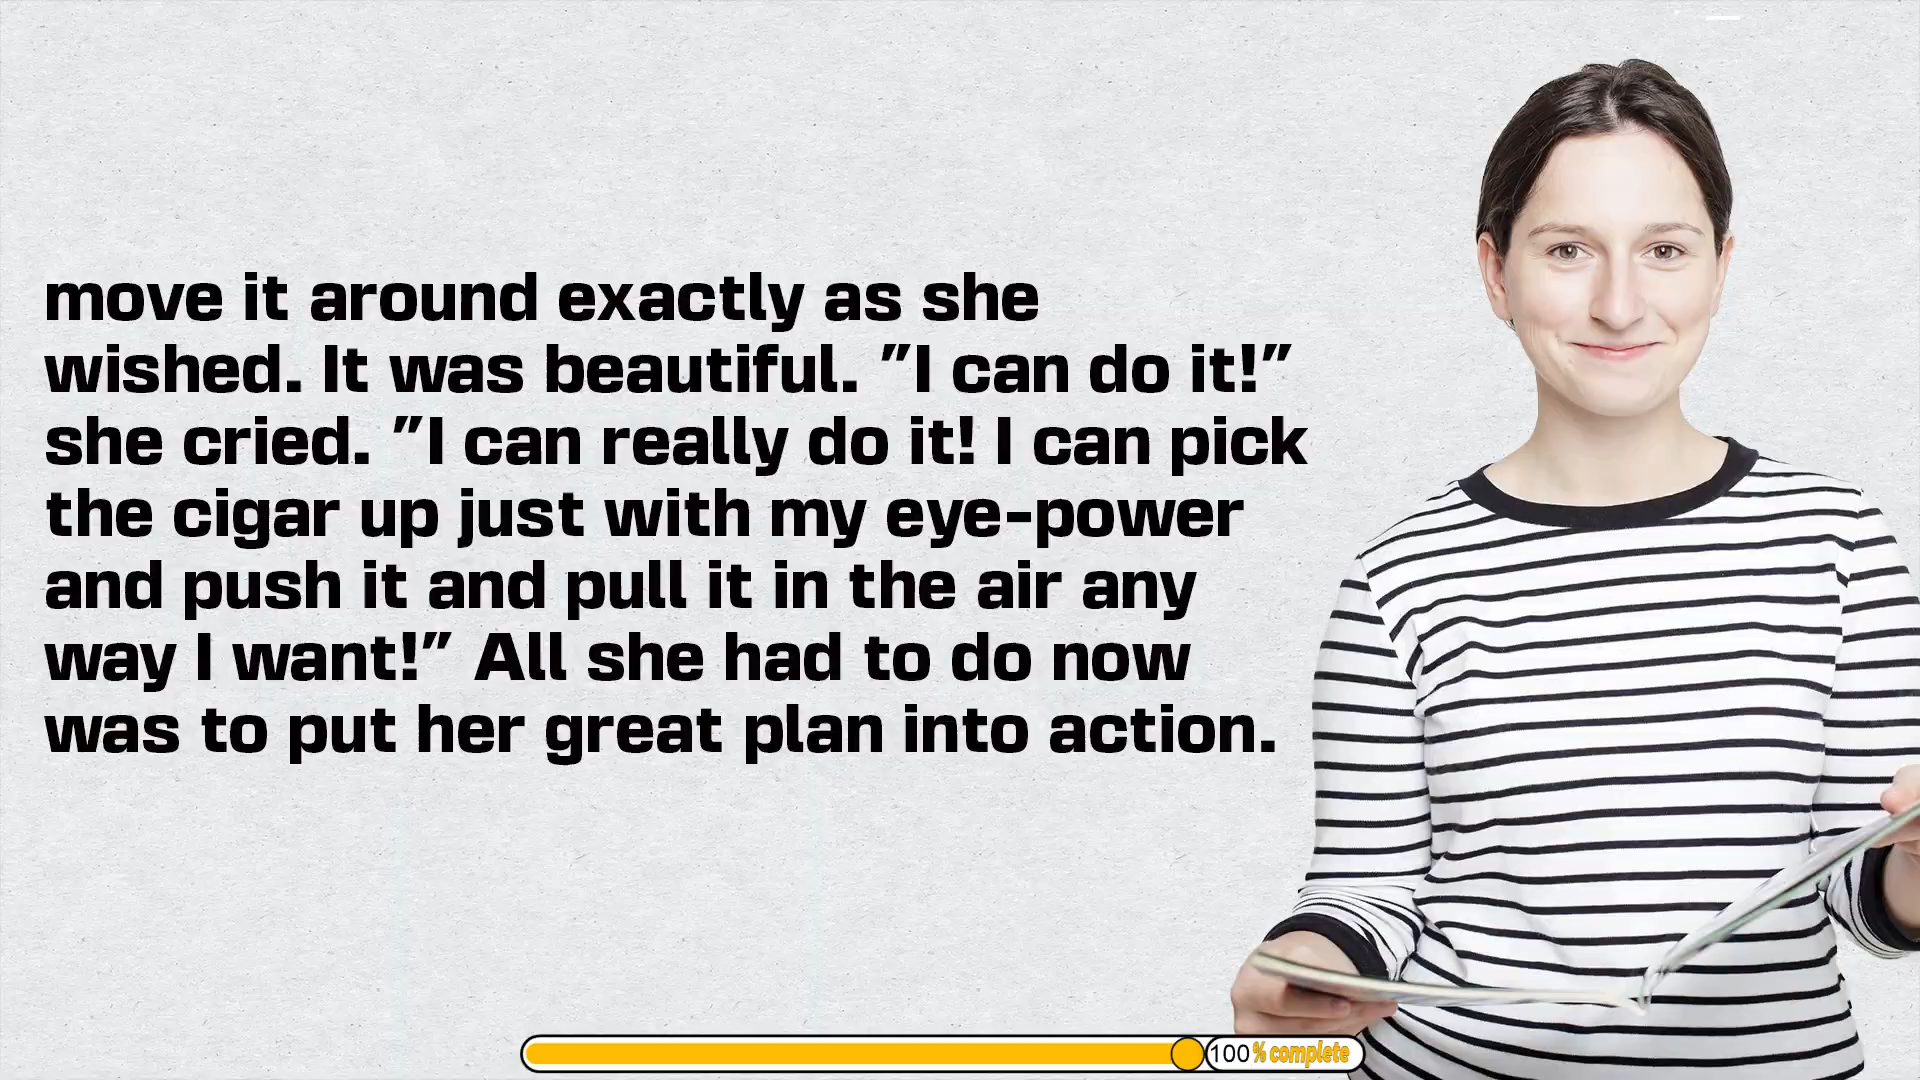 move it around exactly as she
wished. It was beautiful. "I can do it!"
she cried. "I can really do it! I can pick
the cigar up just with my eye-power
and push it and pull it in the air any
way I want!" All she had to do now
was to put her great plan into action.
100% complete